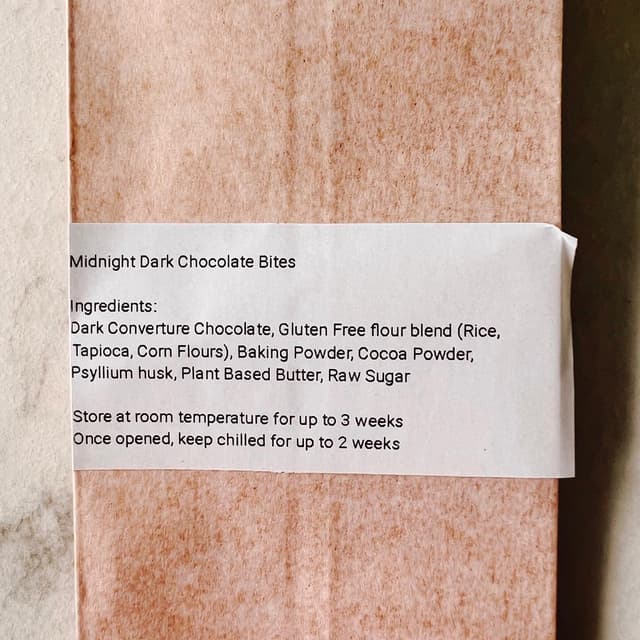 Midnight Dark Chocolate Bites
Ingredients:
Dark Converture Chocolate, Gluten Free flour blend (Rice,
Tapioca, Corn Flours), Baking Powder, Cocoa Powder,
Psyllium husk, Plant Based Butter, Raw Sugar
Store at room temperature for up to 3 weeks
Once opened, keep chilled for up to 2 weeks